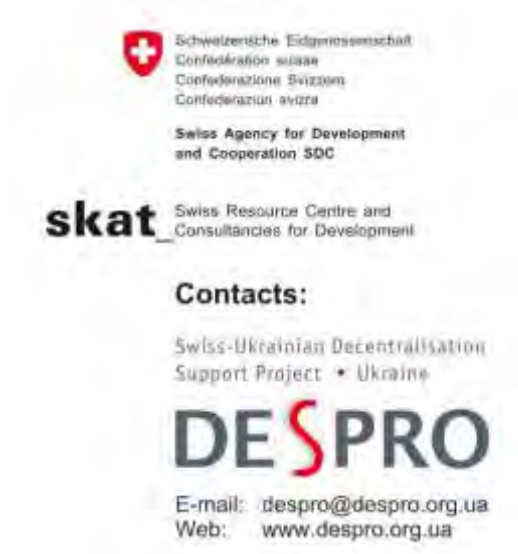 Schweizerische Eidgenossenschaft
Confédération suisse
Confederazione Svizzera
Confederaziun svizra
Swiss Agency for Development
and Cooperation SDC
skat_ Swiss Resource Centre and
Consultancies for Development
Contacts:
Swiss-Ukrainian Decentralisation
Support Project • Ukraine
DESPRO
E-mail: despro@despro.org.ua
Web: www.despro.org.ua